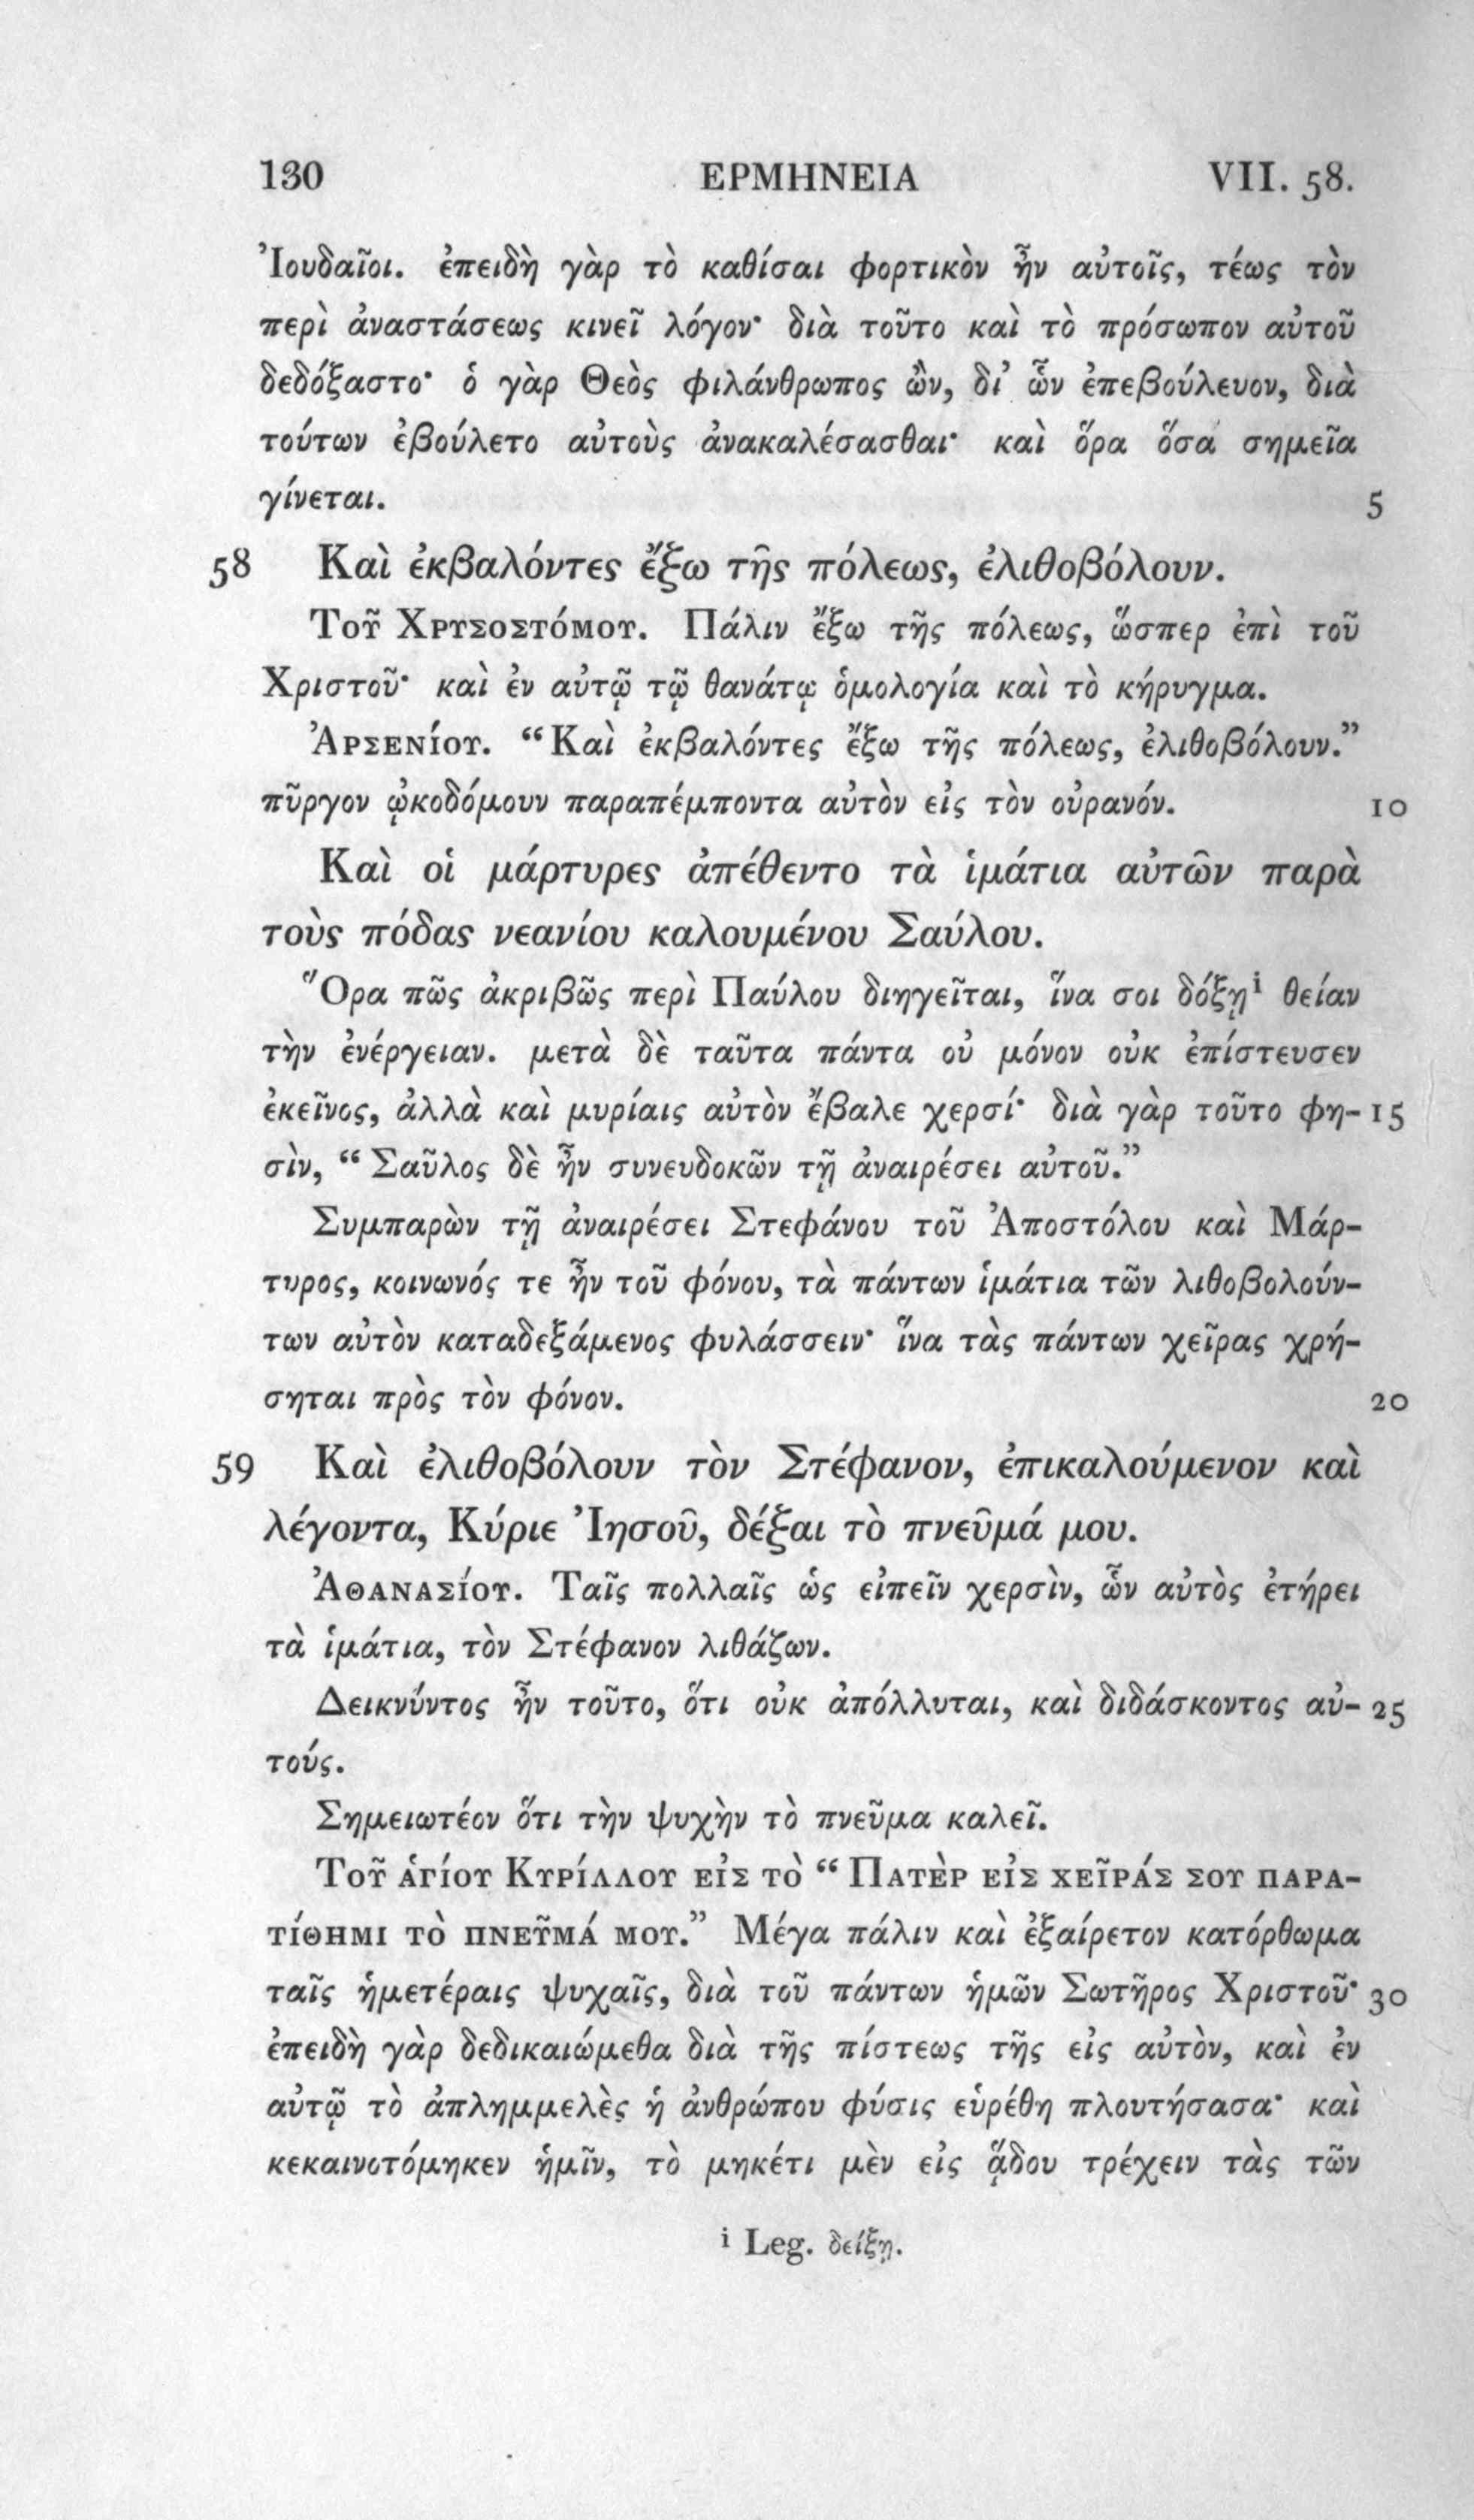 130 ΕΡΜΗΝΕΙΑ VII. 58.
Ἰουδαῖοι. ἐπειδὴ γὰρ τὸ καθίσαι φορτικὸν ἦν αὐτοῖς, τέως τὸν
περὶ ἀναστάσεως κινεῖ λόγον· διὰ τοῦτο καὶ τὸ πρόσωπον αὐτοῦ
δεδόξαστο· ὁ γὰρ Θεὸς φιλάνθρωπος ὢν, δι’ ὧν ἐπεβούλευον, διὰ
τούτων ἐβούλετο αὐτοὺς ἀνακαλέσασθαι· καὶ ὅρα ὅσα σημεῖα
γίνεται. 5
58 Καὶ ἐκβαλόντες ἔξω τῆς πόλεως, ἐλιθοβόλουν.
Τοῦ Χρυσοστόμου. Πάλιν ἔξω τῆς πόλεως, ὥσπερ ἐπὶ τοῦ
Χριστοῦ· καὶ ἐν αὐτῷ τῷ θανάτῳ ὁμολογία καὶ τὸ κήρυγμα.
Ἀρσενίου. “Καὶ ἐκβαλόντες ἔξω τῆς πόλεως, ἐλιθοβόλουν.”
πῦργον ᾠκοδόμουν παραπέμποντα αὐτὸν εἰς τὸν οὐρανόν. 10
Καὶ οἱ μάρτυρες ἀπέθεντο τὰ ἱμάτια αὐτῶν παρὰ
τοὺς πόδας νεανίου καλουμένου Σαύλου.
Ὅρα πῶς ἀκριβῶς περὶ Παύλου διηγεῖται, ἵνα σοι δόξῃ i θείαν
τὴν ἐνέργειαν. μετὰ δὲ ταῦτα πάντα οὐ μόνον οὐκ ἐπίστευσεν
ἐκεῖνος, ἀλλὰ καὶ μυρίαις αὐτὸν ἔβαλε χερσί· διὰ γὰρ τοῦτο φη- 15
σὶν, “Σαῦλος δὲ ἦν συνευδοκῶν τῇ ἀναιρέσει αὐτοῦ.”
Συμπαρὼν τῇ ἀναιρέσει Στεφάνου τοῦ Ἀποστόλου καὶ Μάρ-
τυρος, κοινωνός τε ἦν τοῦ φόνου, τὰ πάντων ἱμάτια τῶν λιθοβολούν-
των αὐτὸν καταδεξάμενος φυλάσσειν· ἵνα τὰς πάντων χεῖρας χρή-
σηται πρὸς τὸν φόνον. 20
59 Καὶ ἐλιθοβόλουν τὸν Στέφανον, ἐπικαλούμενον καὶ
λέγοντα, Κύριε Ἰησοῦ, δέξαι τὸ πνεῦμά μου.
Ἀθανασίου. Ταῖς πολλαῖς ὡς εἰπεῖν χερσὶν, ὧν αὐτὸς ἐτήρει
τὰ ἱμάτια, τὸν Στέφανον λιθάζων.
Δεικνύντος ἦν τοῦτο, ὅτι οὐκ ἀπόλλυται, καὶ διδάσκοντος αὐ- 25
τούς.
Σημειωτέον ὅτι τὴν ψυχὴν τὸ πνεῦμα καλεῖ.
Τοῦ ἁγίου Κυρίλλου εἰς τὸ “Πατὲρ εἰς χεῖράς σου παρα-
τίθημι τὸ πνεῦμά μου.” Μέγα πάλιν καὶ ἐξαίρετον κατόρθωμα
ταῖς ἡμετέραις ψυχαῖς, διὰ τοῦ πάντων ἡμῶν Σωτῆρος Χριστοῦ· 30
ἐπειδὴ γὰρ δεδικαιώμεθα διὰ τῆς πίστεως τῆς εἰς αὐτὸν, καὶ ἐν
αὐτῷ τὸ ἀπλημμελὲς ἡ ἀνθρώπου φύσις εὑρέθη πλουτήσασα· καὶ
κεκαινοτόμηκεν ἡμῖν, τὸ μηκέτι μὲν εἰς ᾅδου τρέχειν τὰς τῶν
i Leg. δείξῃ.